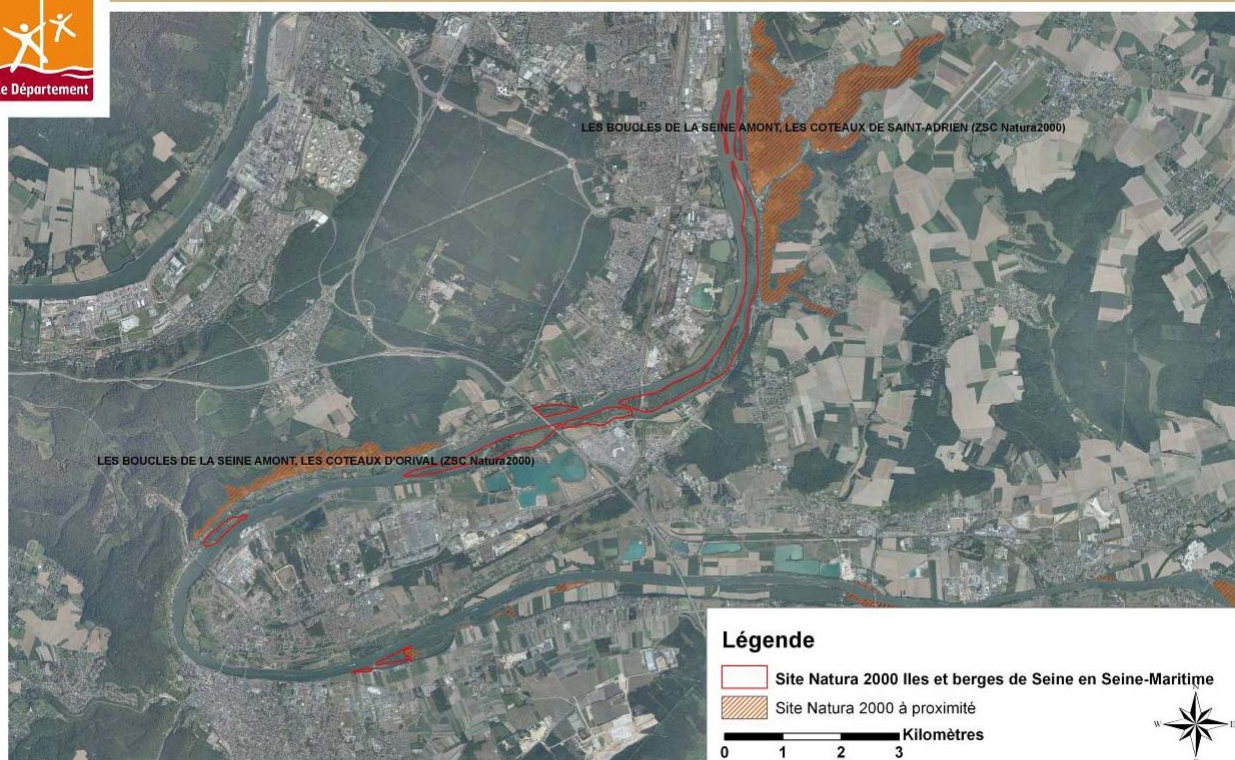 Le Département
LES BOUCLES DE LA SEINE AMONT, LES COTEAUX DE SAINT-ADRIEN (ZSC Natura2000)
LES BOUCLES DE LA SEINE AMONT, LES COTEAUX D'ORIVAL (ZSC Natura2000)
Légende
Site Natura 2000 Iles et berges de Seine en Seine-Maritime
Site Natura 2000 à proximité
Kilomètres
0 1 2 3
N
W E